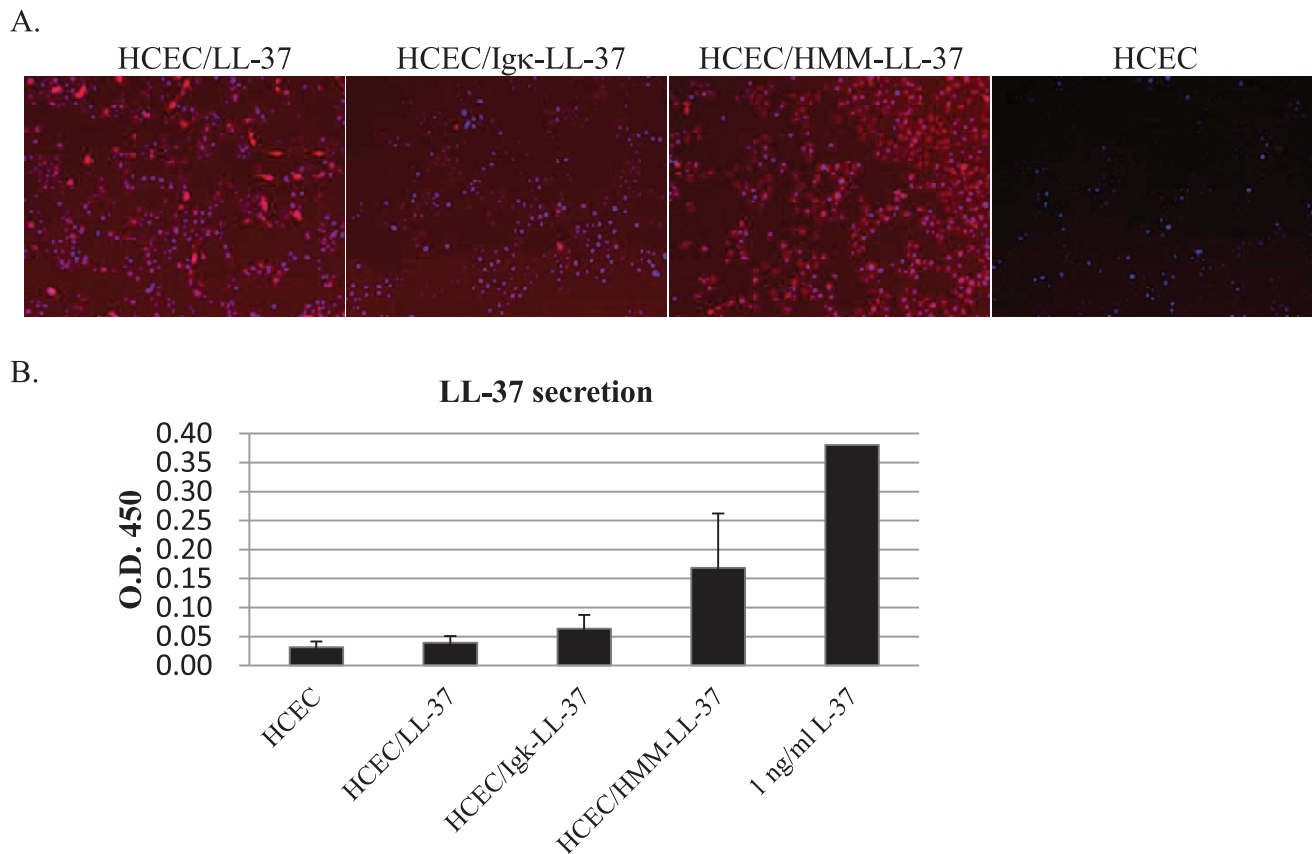 A.
HCEC/LL-37 HCEC/Igκ-LL-37 HCEC/HMM-LL-37 HCEC
B.
LL-37 secretion
O.D. 450
0.40
0.35
0.30
0.25
0.20
0.15
0.10
0.05
0.00
HCEC
HCEC/LL-37
HCEC/Igk-LL-37
HCEC/HMM-LL-37
1 ng/ml L-37